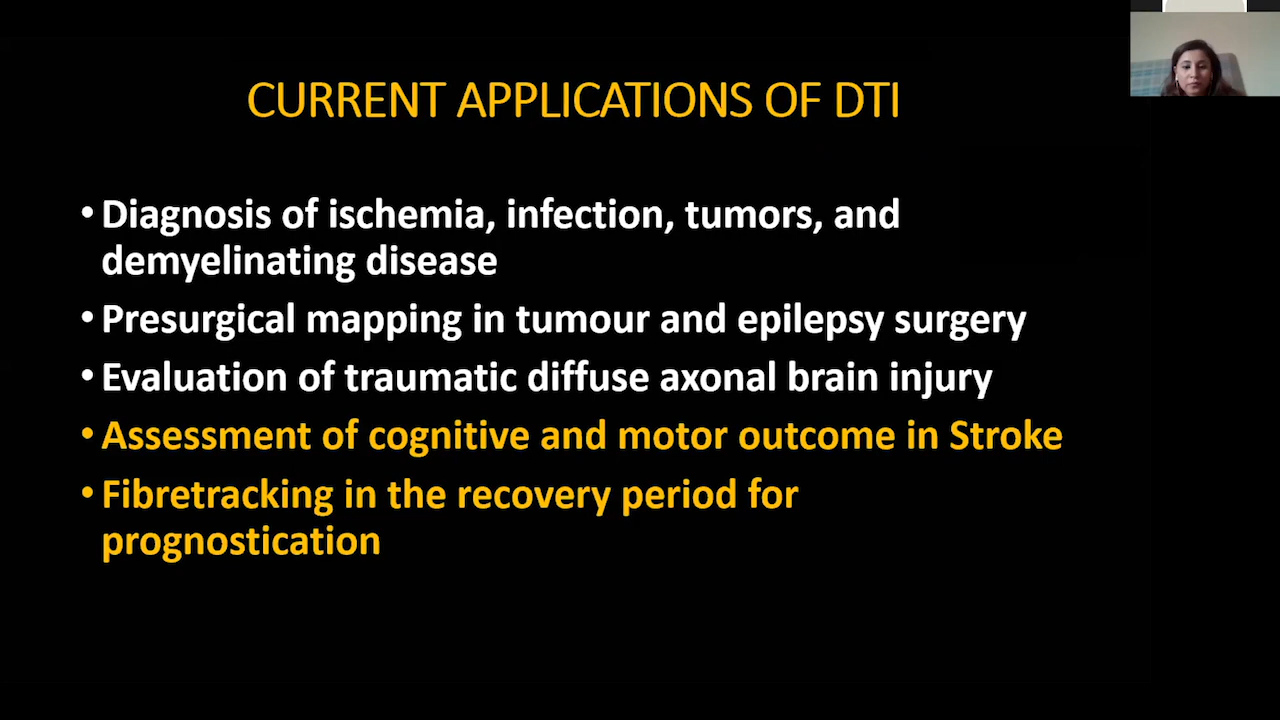 CURRENT APPLICATIONS OF DTI
• Diagnosis of ischemia, infection, tumors, and
demyelinating disease
• Presurgical mapping in tumour and epilepsy surgery
• Evaluation of traumatic diffuse axonal brain injury
• Assessment of cognitive and motor outcome in Stroke
• Fibretracking in the recovery period for
prognostication